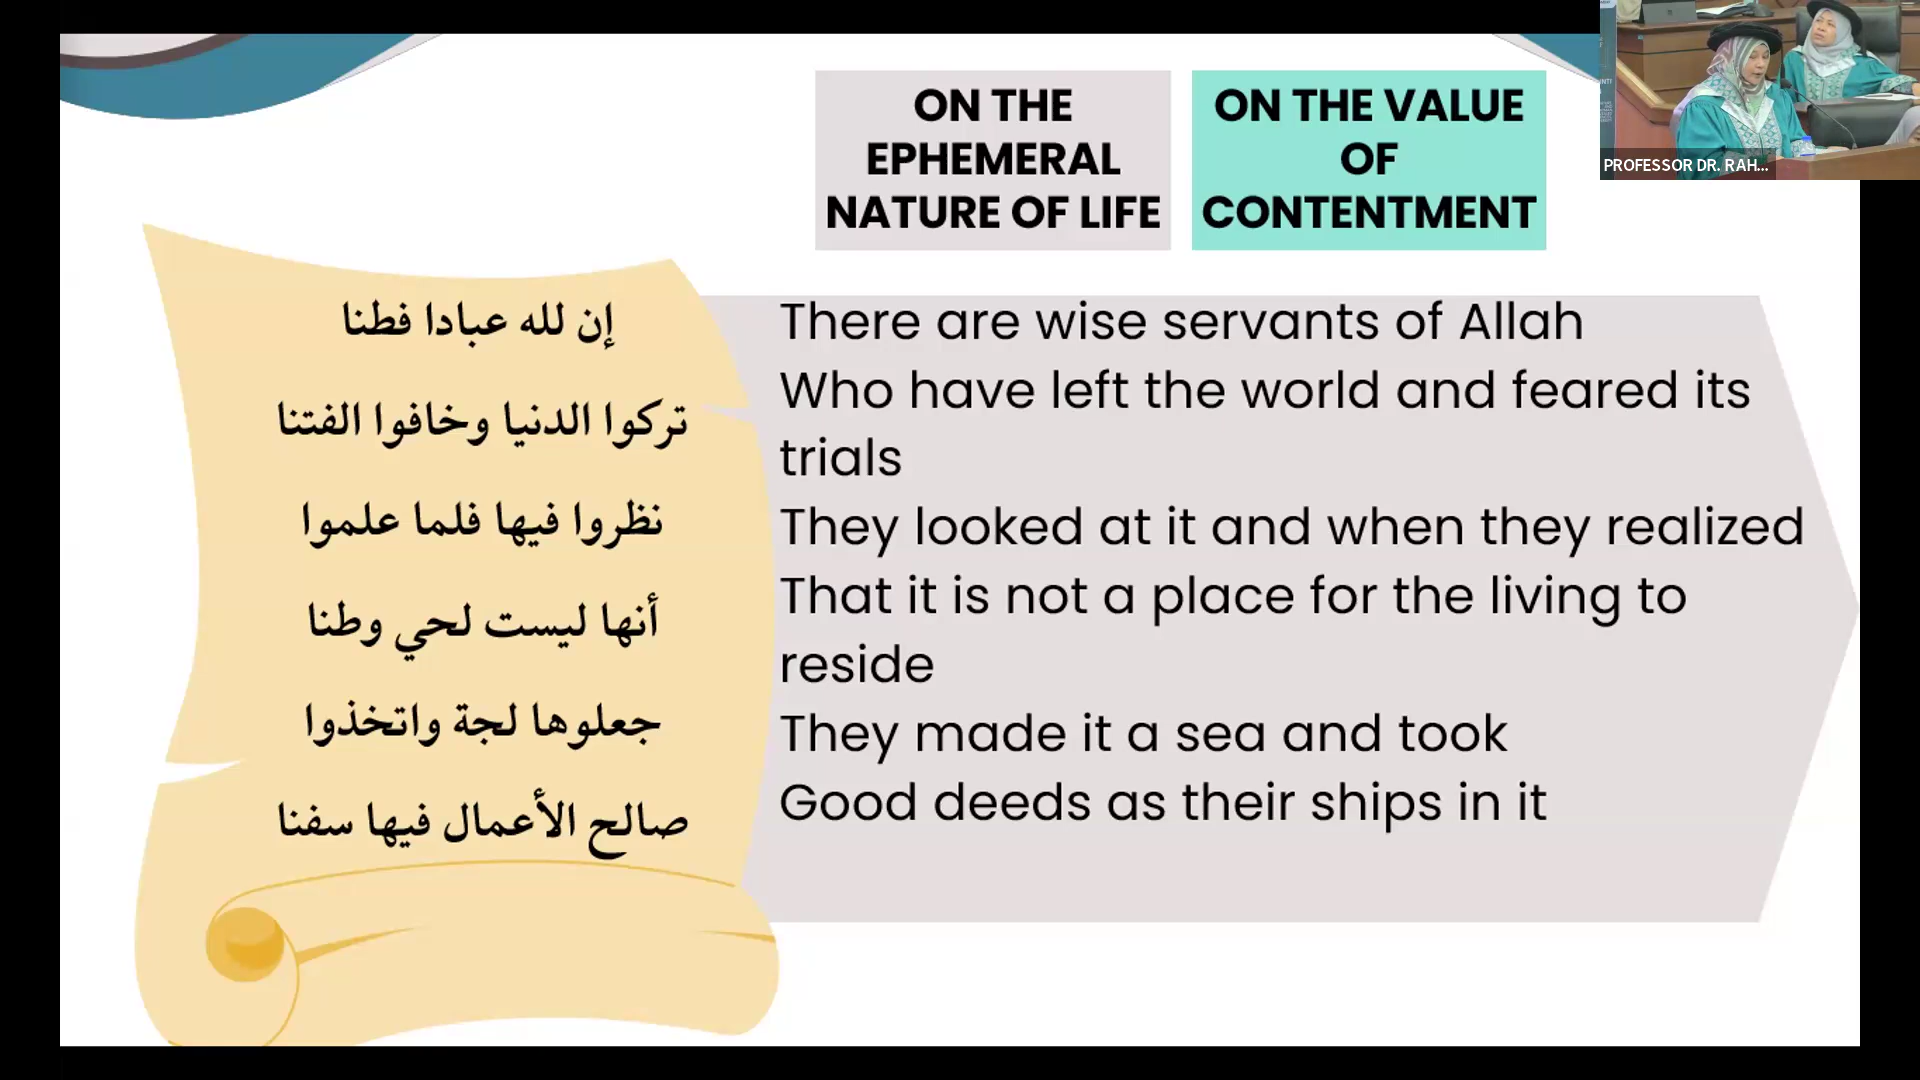 ON THE
EPHEMERAL
NATURE OF LIFE
ON THE VALUE
OF
CONTENTMENT
PROFESSOR DR. RAH...
إن لله عبادا فطنا
تركوا الدنيا وخافوا الفتنا
نظروا فيها فلما علموا
أنها ليست لحي وطنا
جعلوها لجة واتخذوا
صالح الأعمال فيها سفنا
There are wise servants of Allah
Who have left the world and feared its
trials
They looked at it and when they realized
That it is not a place for the living to
reside
They made it a sea and took
Good deeds as their ships in it